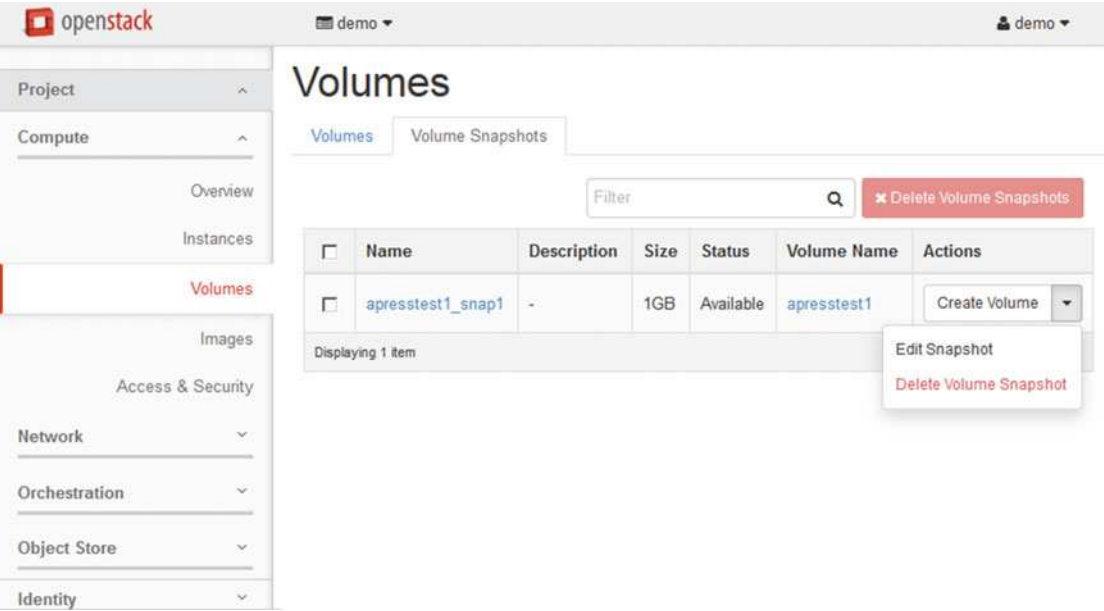 openstack
demo
demo
Project
Compute
Overview
Instances
Volumes
Images
Access & Security
Network
Orchestration
Object Store
Identity
Volumes
Volumes Volume Snapshots
Filter Delete Volume Snapshots
Name Description Size Status Volume Name Actions
apresstest1_snap1 - 1GB Available apresstest1 Create Volume
Displaying 1 item
Edit Snapshot
Delete Volume Snapshot